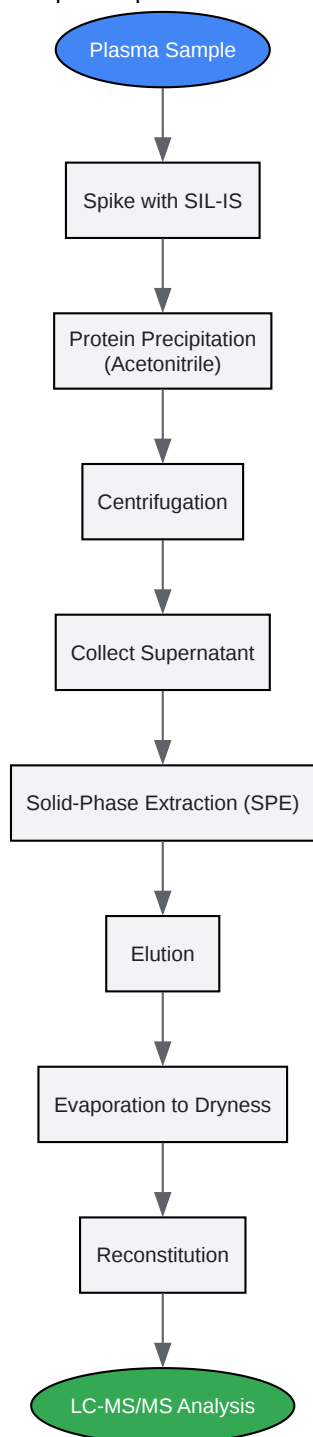 Plasma Sample
Spike with SIL-IS
Protein Precipitation
(Acetonitrile)
Centrifugation
Collect Supernatant
Solid-Phase Extraction (SPE)
Elution
Evaporation to Dryness
Reconstitution
LC-MS/MS Analysis